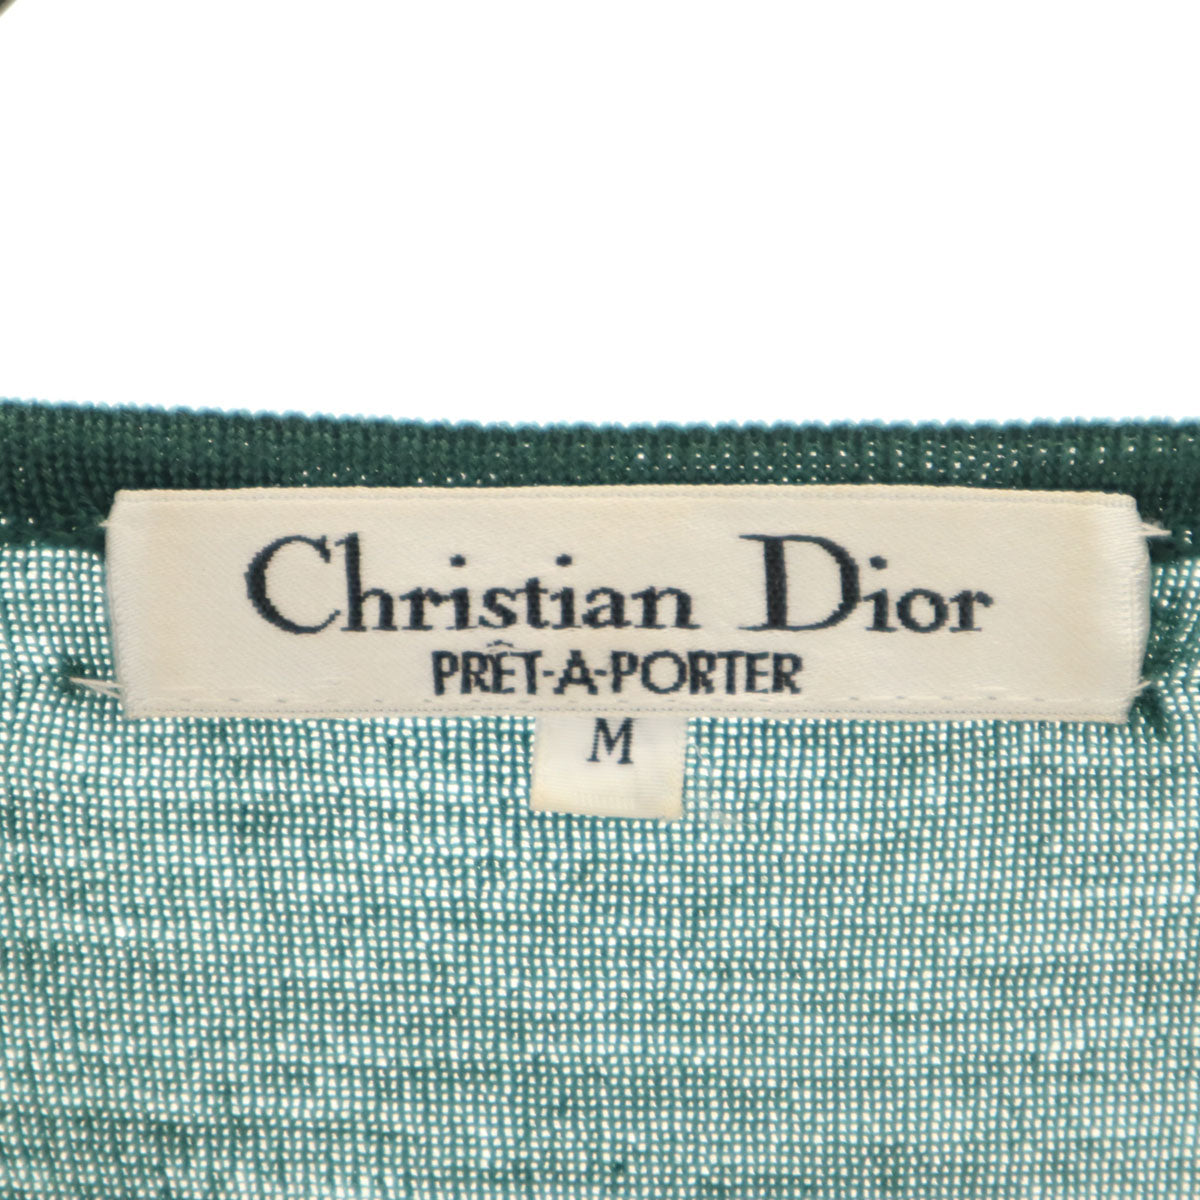 Christian Dior
PRÊT-A-PORTER
M